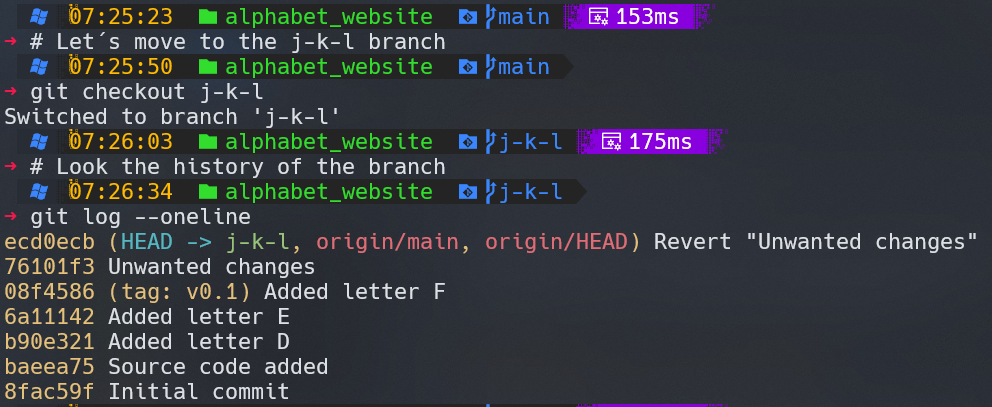 07:25:23 alphabet_website main 153ms
➜ # Let´s move to the j-k-l branch
07:25:50 alphabet_website main
➜ git checkout j-k-l
Switched to branch 'j-k-l'
07:26:03 alphabet_website j-k-l 175ms
➜ # Look the history of the branch
07:26:34 alphabet_website j-k-l
➜ git log --oneline
ecd0ecb (HEAD -> j-k-l, origin/main, origin/HEAD) Revert "Unwanted changes"
76101f3 Unwanted changes
08f4586 (tag: v0.1) Added letter F
6a11142 Added letter E
b90e321 Added letter D
baeea75 Source code added
8fac59f Initial commit